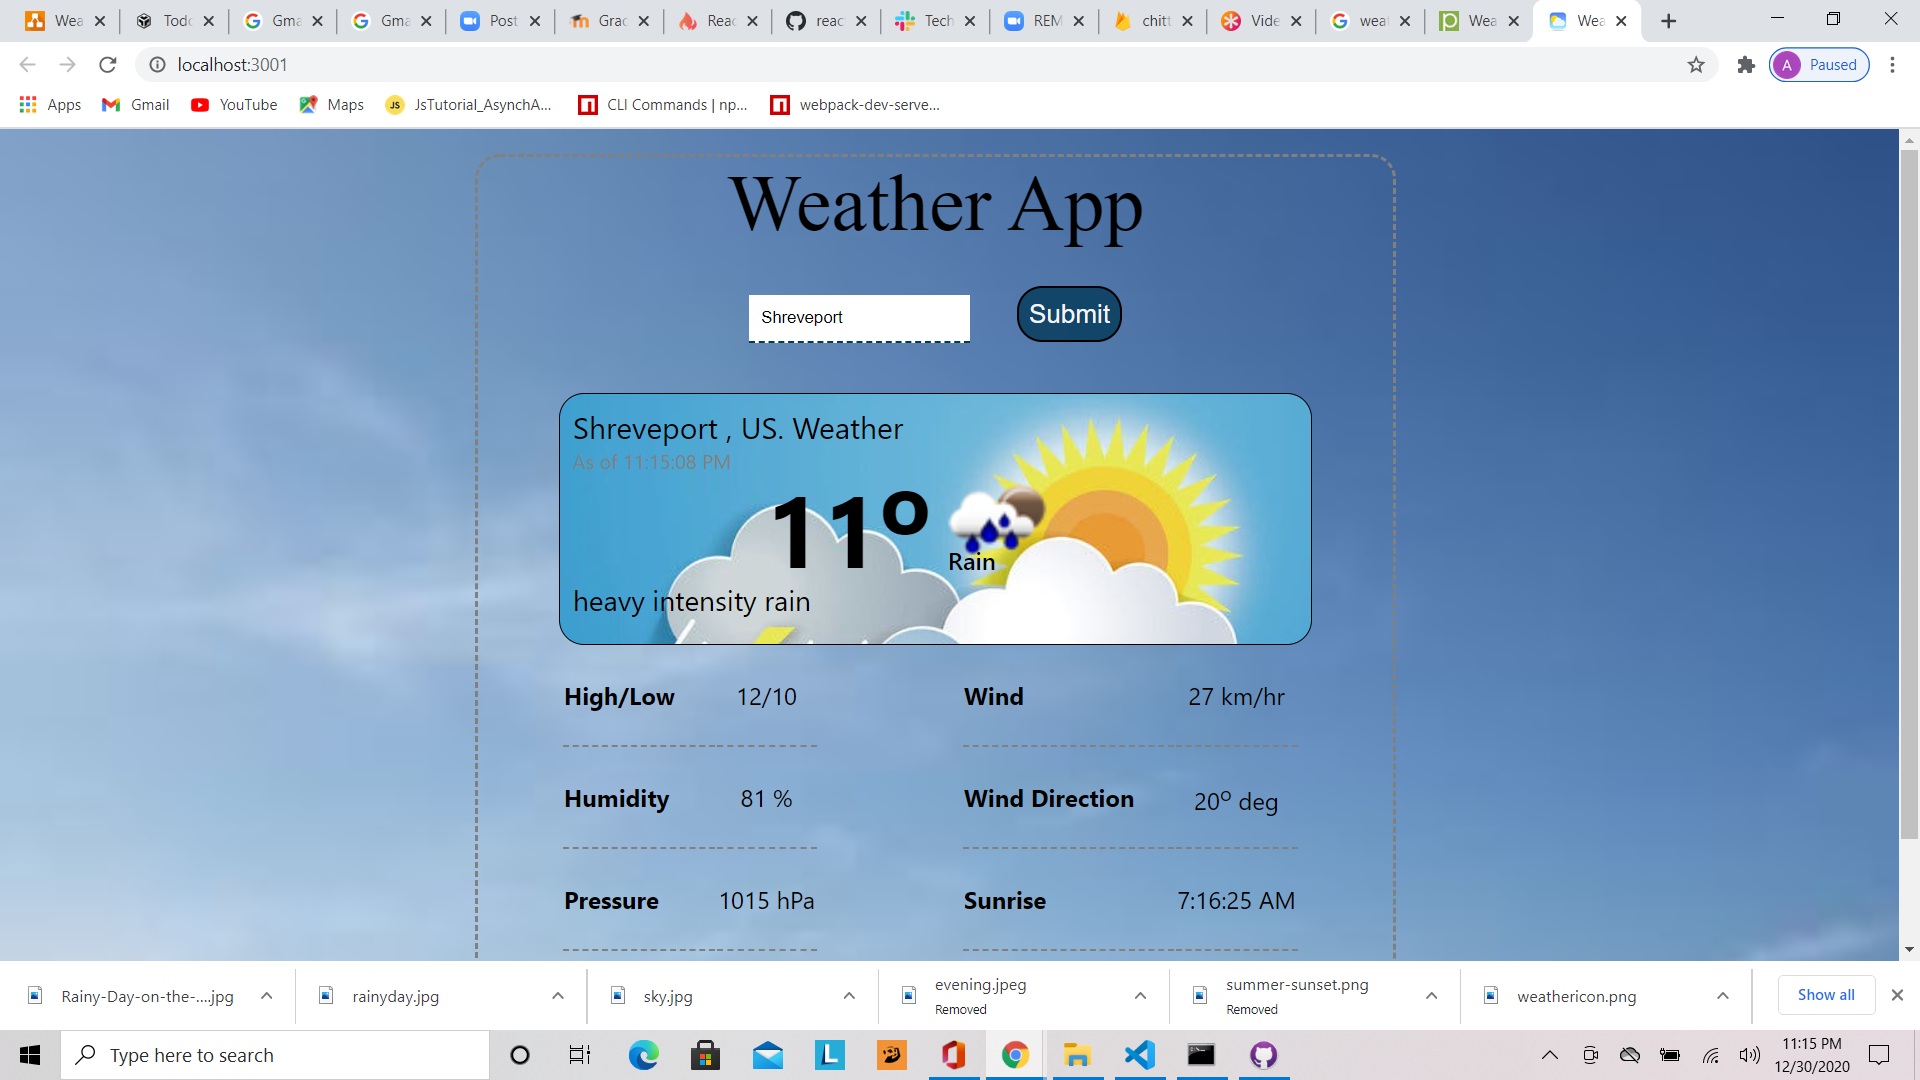 Wea Todo Gma Gma Post Grac Reac reac Tech REM chitt Vide weat Wea Wea
localhost:3001
A Paused
Apps Gmail YouTube Maps JS JsTutorial_AsynchA... CLI Commands | np... webpack-dev-serve...
Weather App
Shreveport Submit
Shreveport , US. Weather
As of 11:15:08 PM
11º
Rain
heavy intensity rain
High/Low 12/10 Wind 27 km/hr
Humidity 81 % Wind Direction 20º deg
Pressure 1015 hPa Sunrise 7:16:25 AM
Rainy-Day-on-the-....jpg rainyday.jpg sky.jpg evening.jpeg summer-sunset.png weathericon.png Show all
Removed Removed
Type here to search
L
11:15 PM
12/30/2020